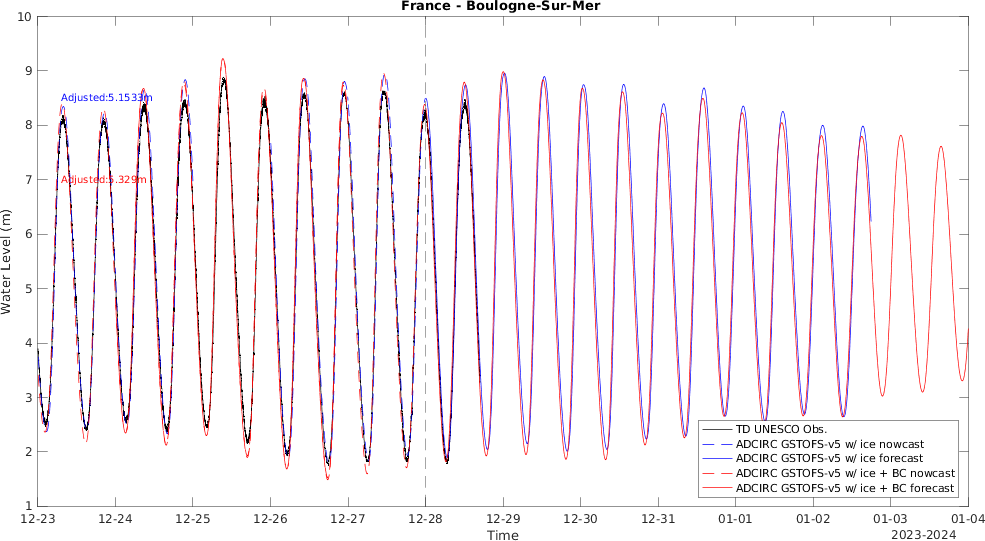 France - Boulogne-Sur-Mer
10
9
8
7
6
5
4
3
2
1
Water Level (m)
Adjusted:5.1533m
Adjusted:5.329m
TD UNESCO Obs.
ADCIRC GSTOFS-v5 w/ ice nowcast
ADCIRC GSTOFS-v5 w/ ice forecast
ADCIRC GSTOFS-v5 w/ ice + BC nowcast
ADCIRC GSTOFS-v5 w/ ice + BC forecast
12-23 12-24 12-25 12-26 12-27 12-28 12-29 12-30 12-31 01-01 01-02 01-03 01-04
Time
2023-2024